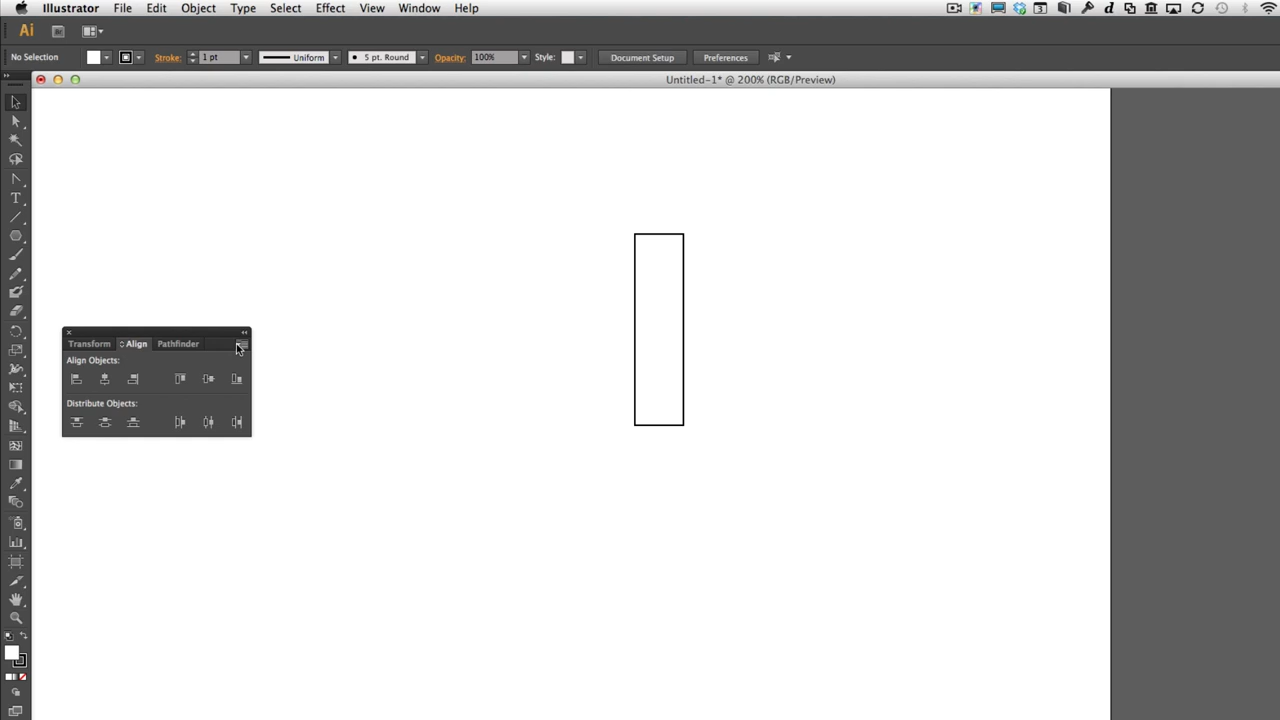 Illustrator File Edit Object Type Select Effect View Window Help
3
d
Ai
No Selection Stroke: 1 pt Uniform 5 pt. Round Opacity: 100% Style: Document Setup Preferences
Untitled-1* @ 200% (RGB/Preview)
T
Transform Align Pathfinder
Align Objects:
Distribute Objects: